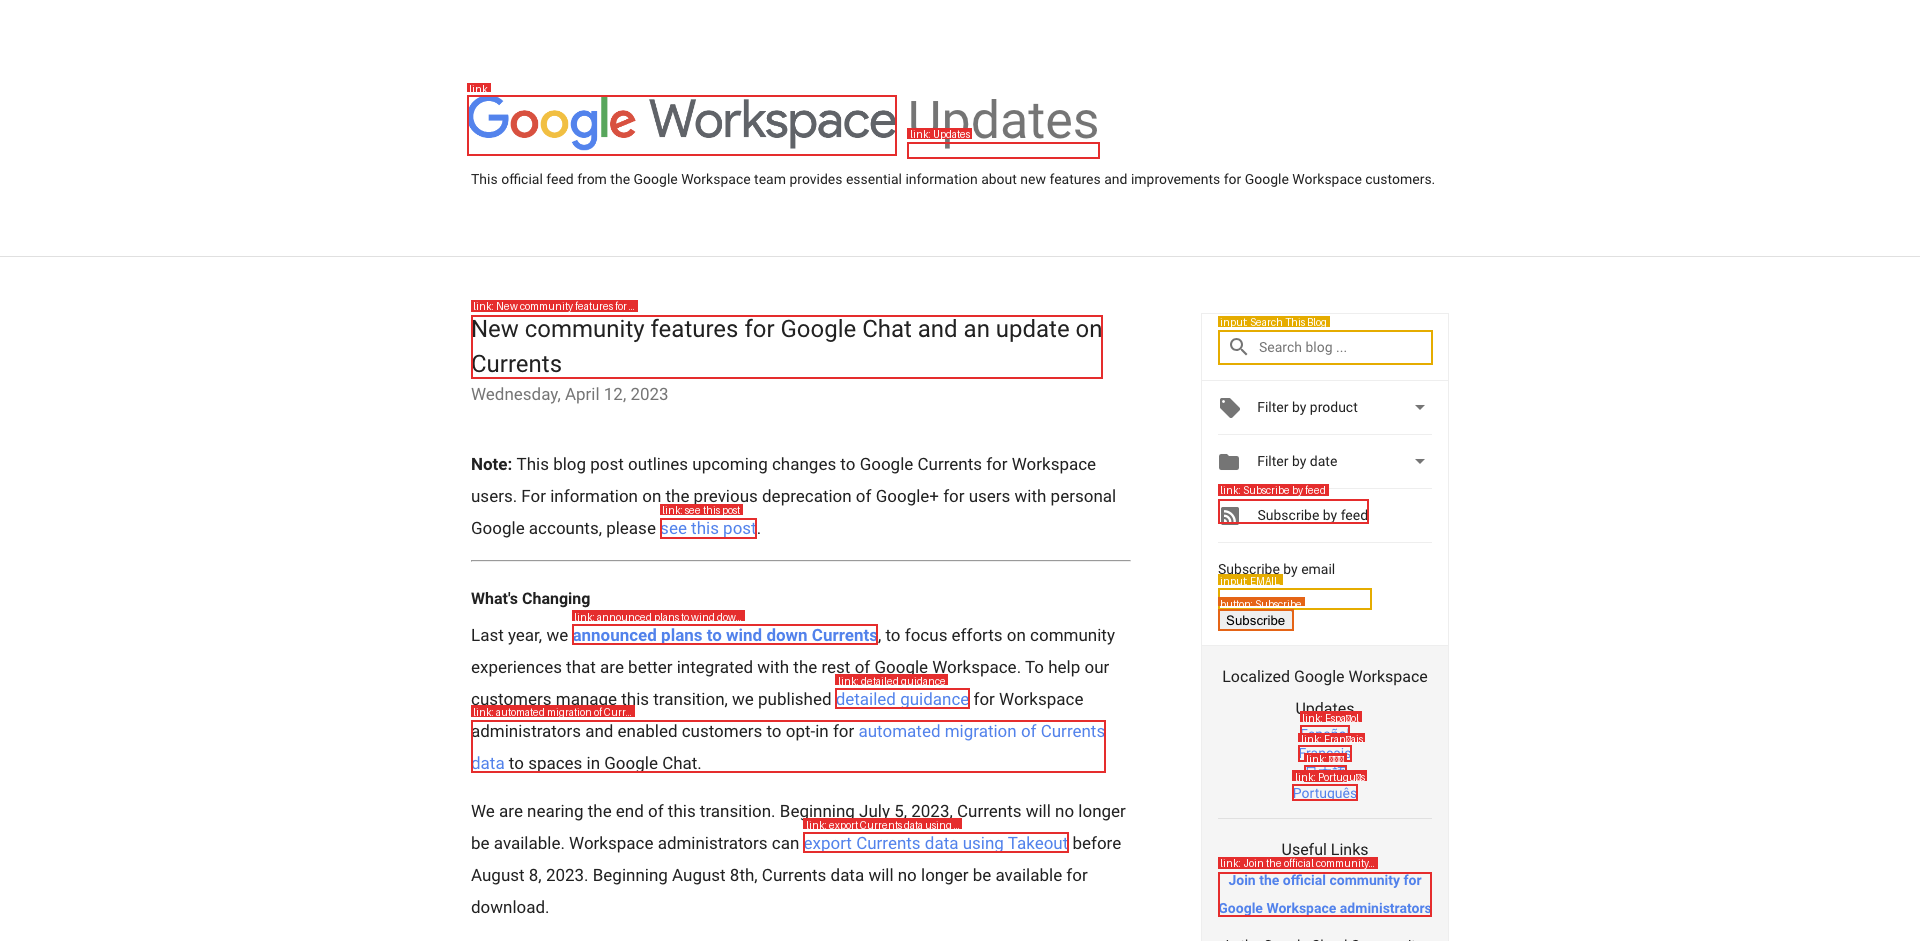 link
Google Workspace Updates
link: Updates
This official feed from the Google Workspace team provides essential information about new features and improvements for Google Workspace customers.
link: New community features for ...
New community features for Google Chat and an update on
Currents
Wednesday, April 12, 2023
Note: This blog post outlines upcoming changes to Google Currents for Workspace
users. For information on the previous deprecation of Google+ for users with personal
link: see this post
Google accounts, please see this post.
What's Changing
link: announced plans to wind dow...
Last year, we announced plans to wind down Currents, to focus efforts on community
experiences that are better integrated with the rest of Google Workspace. To help our
link: detailed guidance
customers manage this transition, we published detailed guidance for Workspace
link: automated migration of Curr...
administrators and enabled customers to opt-in for automated migration of Currents
data to spaces in Google Chat.
We are nearing the end of this transition. Beginning July 5, 2023, Currents will no longer
link: export Currents data using ...
be available. Workspace administrators can export Currents data using Takeout before
August 8, 2023. Beginning August 8th, Currents data will no longer be available for
download.
input: Search This Blog
Search blog ...
Filter by product
Filter by date
link: Subscribe by feed
Subscribe by feed
Subscribe by email
input: EMAIL
button: Subscribe
Subscribe
Localized Google Workspace
Updates
link: Español
link: Français
Français
link:
link: Português
Português
Useful Links
link: Join the official community...
Join the official community for
Google Workspace administrators